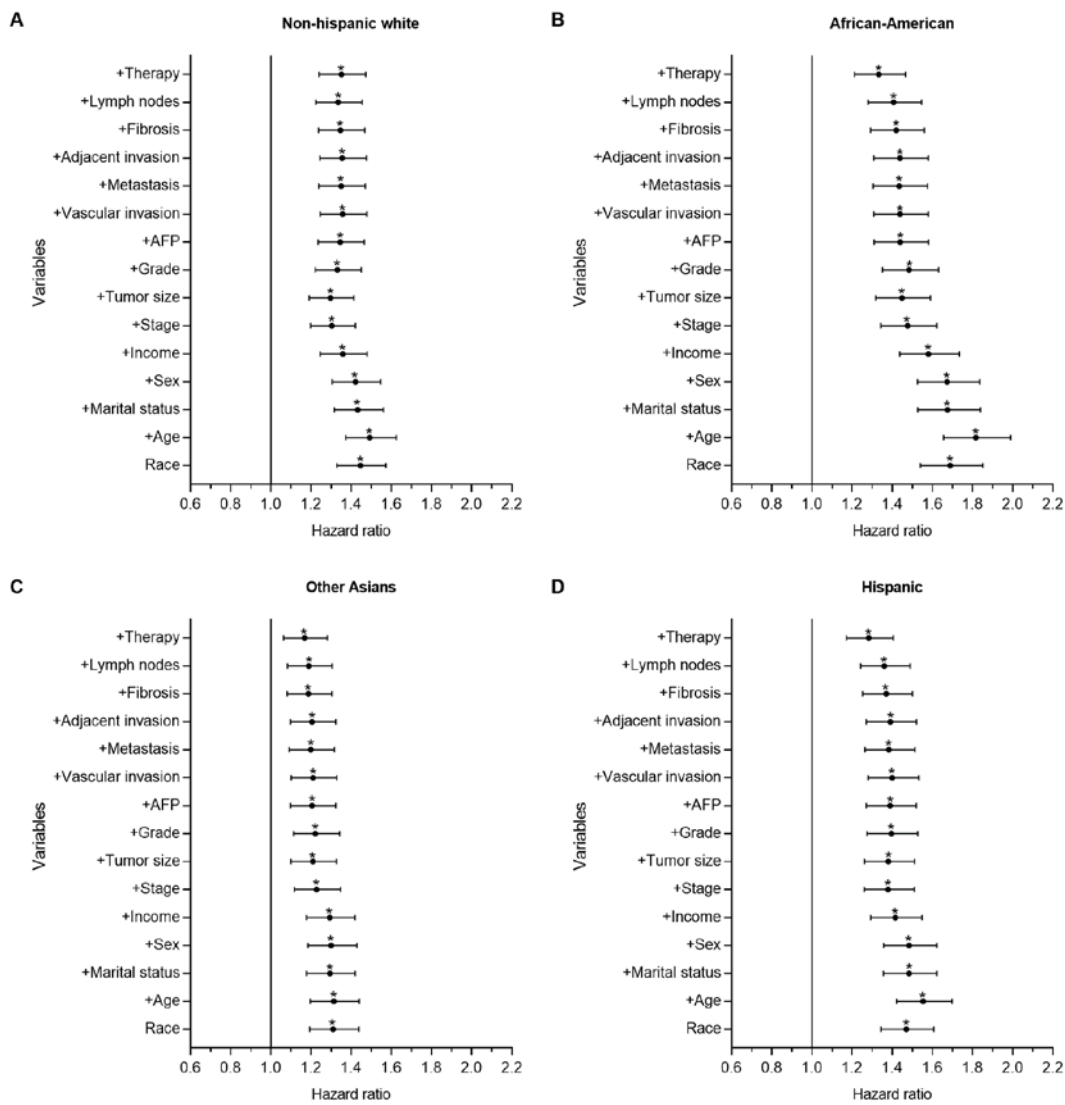 A
Non-hispanic white
Variables
+Therapy *
+Lymph nodes *
+Fibrosis *
+Adjacent invasion *
+Metastasis *
+Vascular invasion *
+AFP *
+Grade *
+Tumor size *
+Stage *
+Income *
+Sex *
+Marital status *
+Age *
Race *
0.6 0.8 1.0 1.2 1.4 1.6 1.8 2.0 2.2
Hazard ratio
B
African-American
Variables
+Therapy *
+Lymph nodes *
+Fibrosis *
+Adjacent invasion *
+Metastasis *
+Vascular invasion *
+AFP *
+Grade *
+Tumor size *
+Stage *
+Income *
+Sex *
+Marital status *
+Age *
Race *
0.6 0.8 1.0 1.2 1.4 1.6 1.8 2.0 2.2
Hazard ratio
C
Other Asians
Variables
+Therapy *
+Lymph nodes *
+Fibrosis *
+Adjacent invasion *
+Metastasis *
+Vascular invasion *
+AFP *
+Grade *
+Tumor size *
+Stage *
+Income *
+Sex *
+Marital status *
+Age *
Race *
0.6 0.8 1.0 1.2 1.4 1.6 1.8 2.0 2.2
Hazard ratio
D
Hispanic
Variables
+Therapy *
+Lymph nodes *
+Fibrosis *
+Adjacent invasion *
+Metastasis *
+Vascular invasion *
+AFP *
+Grade *
+Tumor size *
+Stage *
+Income *
+Sex *
+Marital status *
+Age *
Race *
0.6 0.8 1.0 1.2 1.4 1.6 1.8 2.0 2.2
Hazard ratio